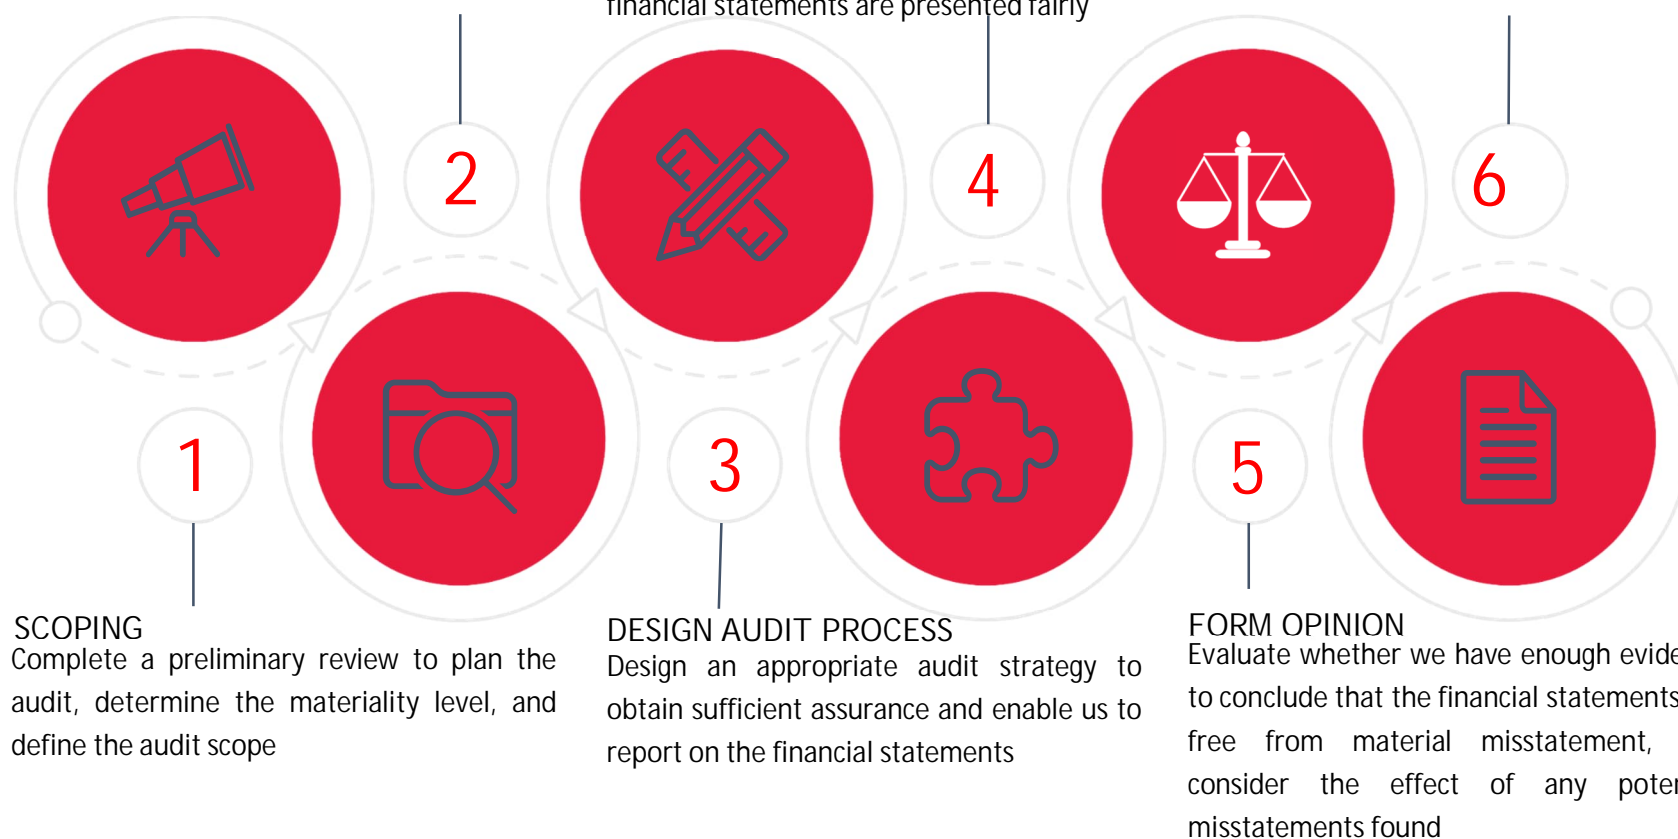 financial statements are presented fairly
2
4
6
1
3
5
SCOPING
Complete a preliminary review to plan the
audit, determine the materiality level, and
define the audit scope
DESIGN AUDIT PROCESS
Design an appropriate audit strategy to
obtain sufficient assurance and enable us to
report on the financial statements
FORM OPINION
Evaluate whether we have enough
to conclude that the financial statements
free from material misstatement,
consider the effect of any
misstatements found